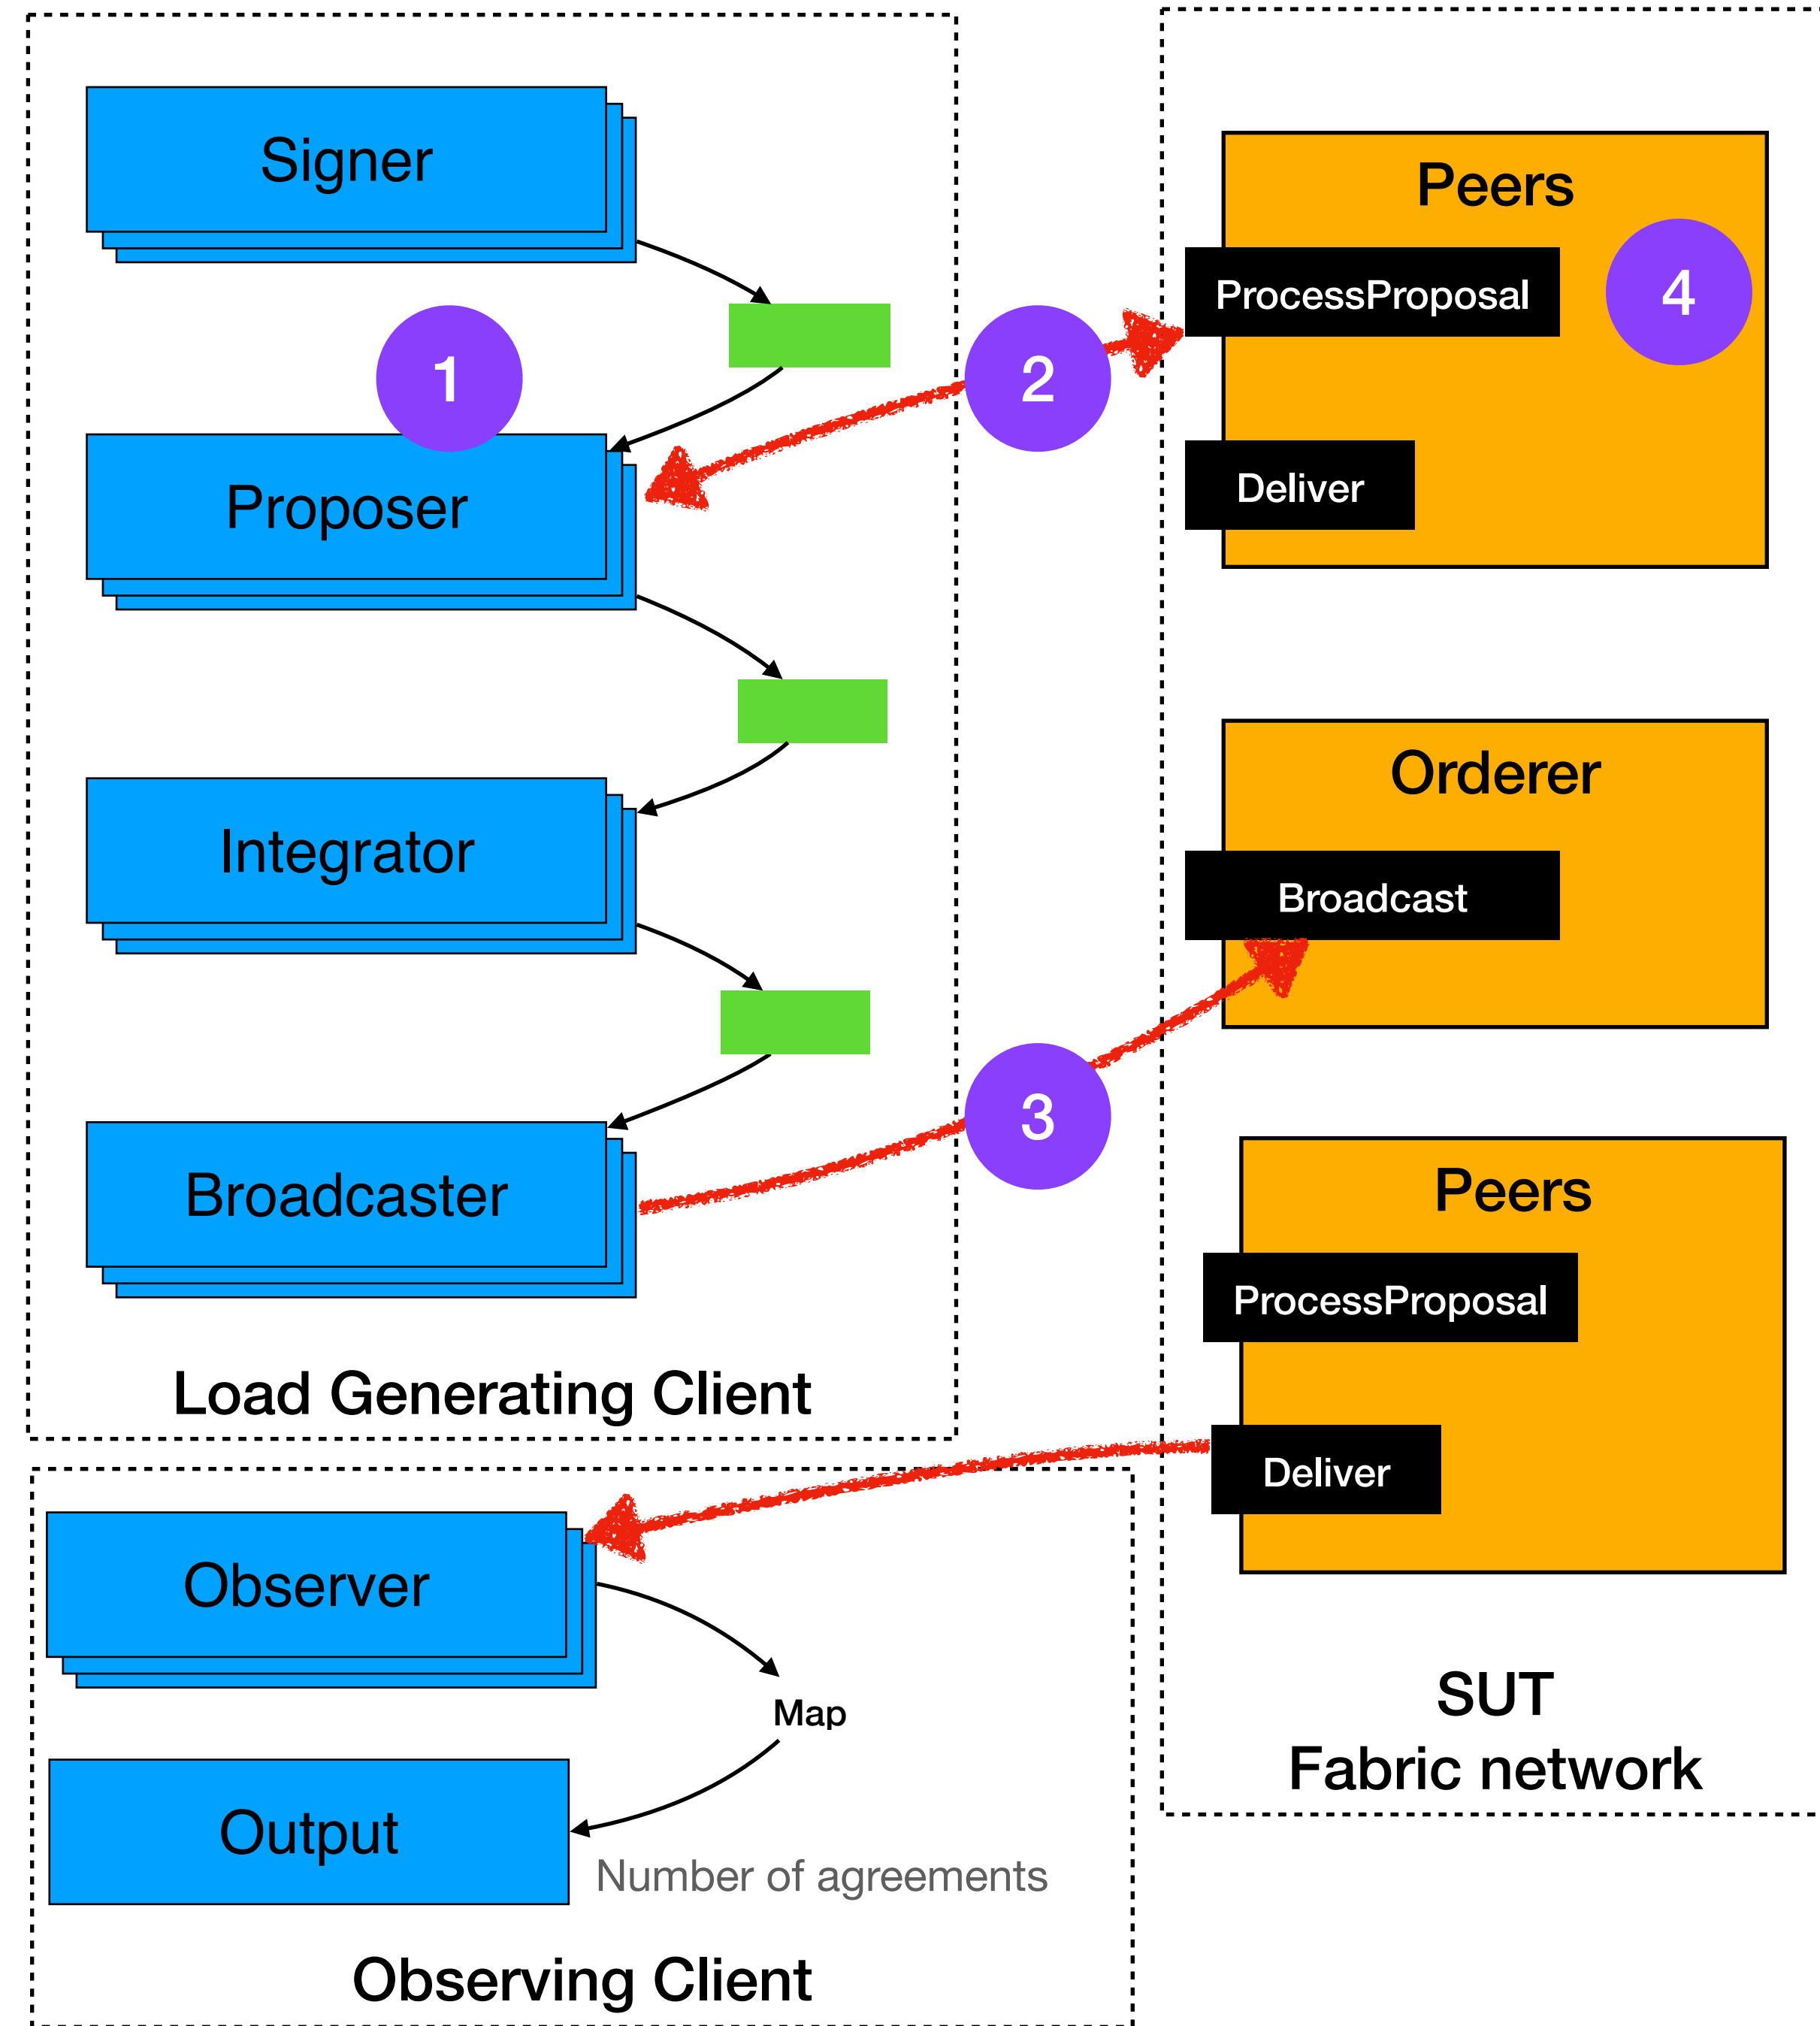 Signer
1
Proposer
Integrator
Broadcaster
Load Generating Client
2
3
Peers
ProcessProposal
4
Deliver
Orderer
Broadcast
Peers
ProcessProposal
Deliver
SUT
Fabric network
Observer
Map
Output
Number of agreements
Observing Client